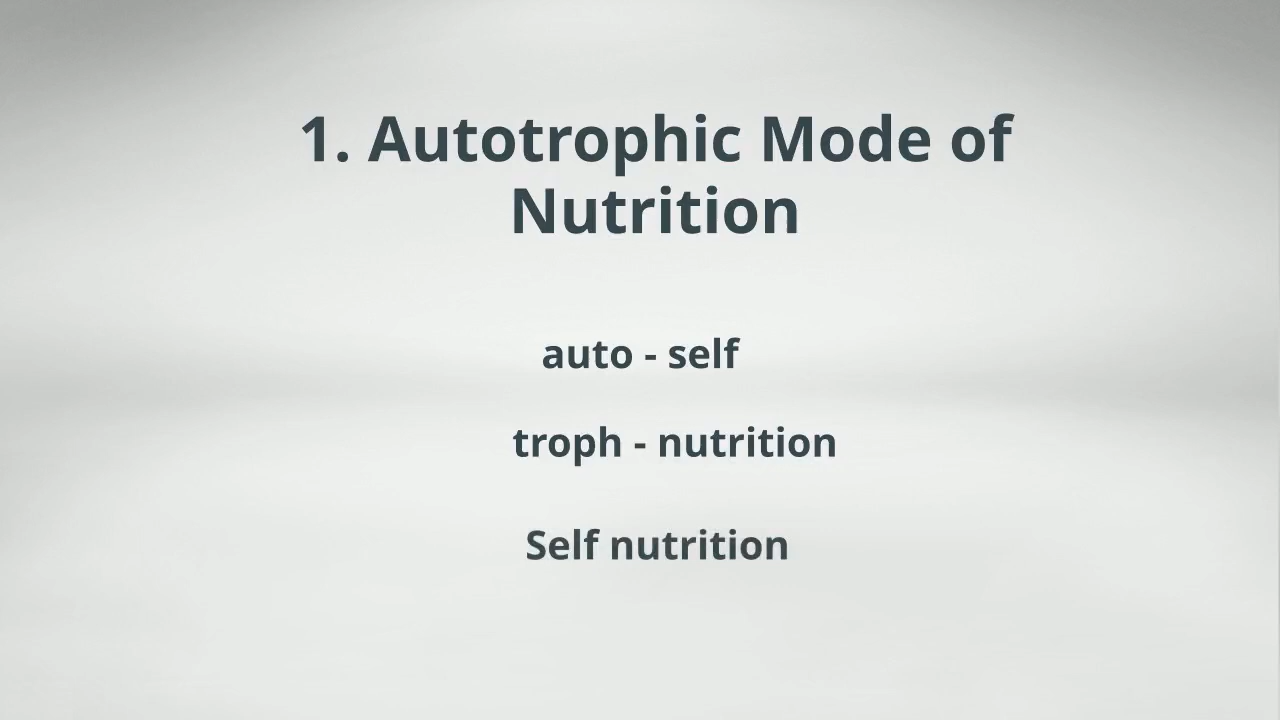 1. Autotrophic Mode of
Nutrition
auto - self
troph - nutrition
Self nutrition